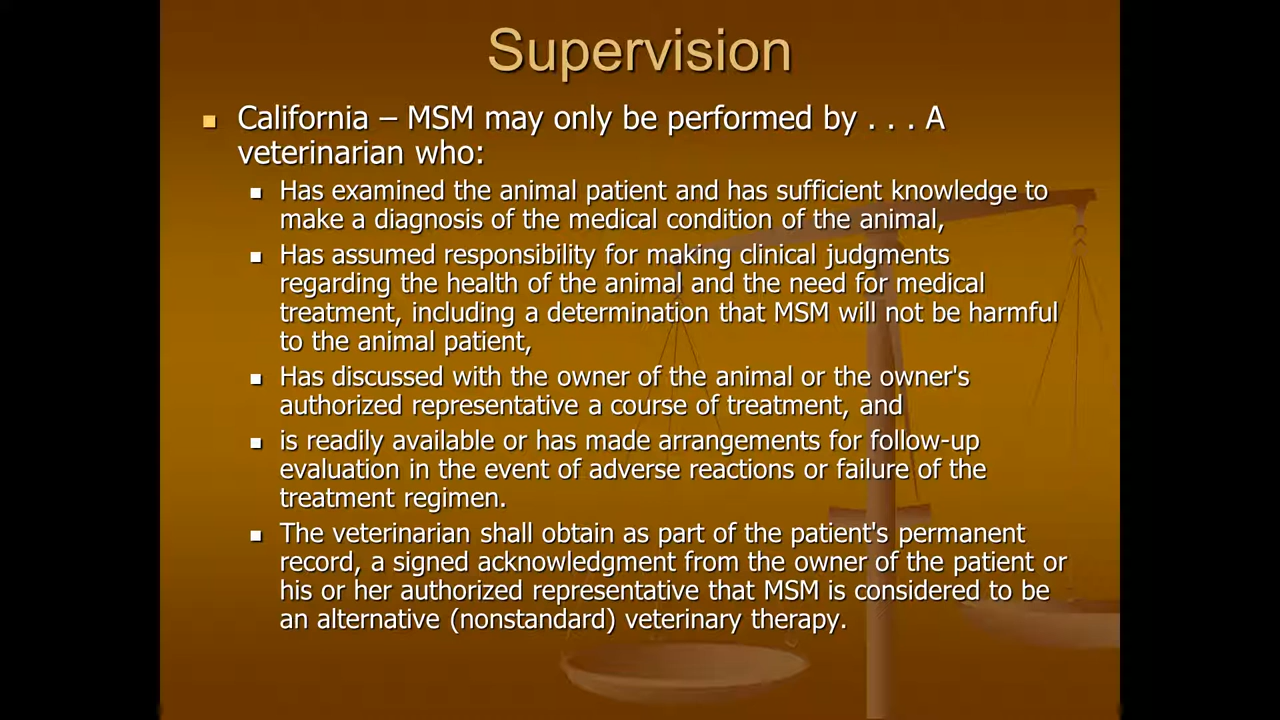 Supervision
California – MSM may only be performed by . . . A
veterinarian who:
Has examined the animal patient and has sufficient knowledge to
make a diagnosis of the medical condition of the animal,
Has assumed responsibility for making clinical judgments
regarding the health of the animal and the need for medical
treatment, including a determination that MSM will not be harmful
to the animal patient,
Has discussed with the owner of the animal or the owner's
authorized representative a course of treatment, and
is readily available or has made arrangements for follow-up
evaluation in the event of adverse reactions or failure of the
treatment regimen.
The veterinarian shall obtain as part of the patient's permanent
record, a signed acknowledgment from the owner of the patient or
his or her authorized representative that MSM is considered to be
an alternative (nonstandard) veterinary therapy.